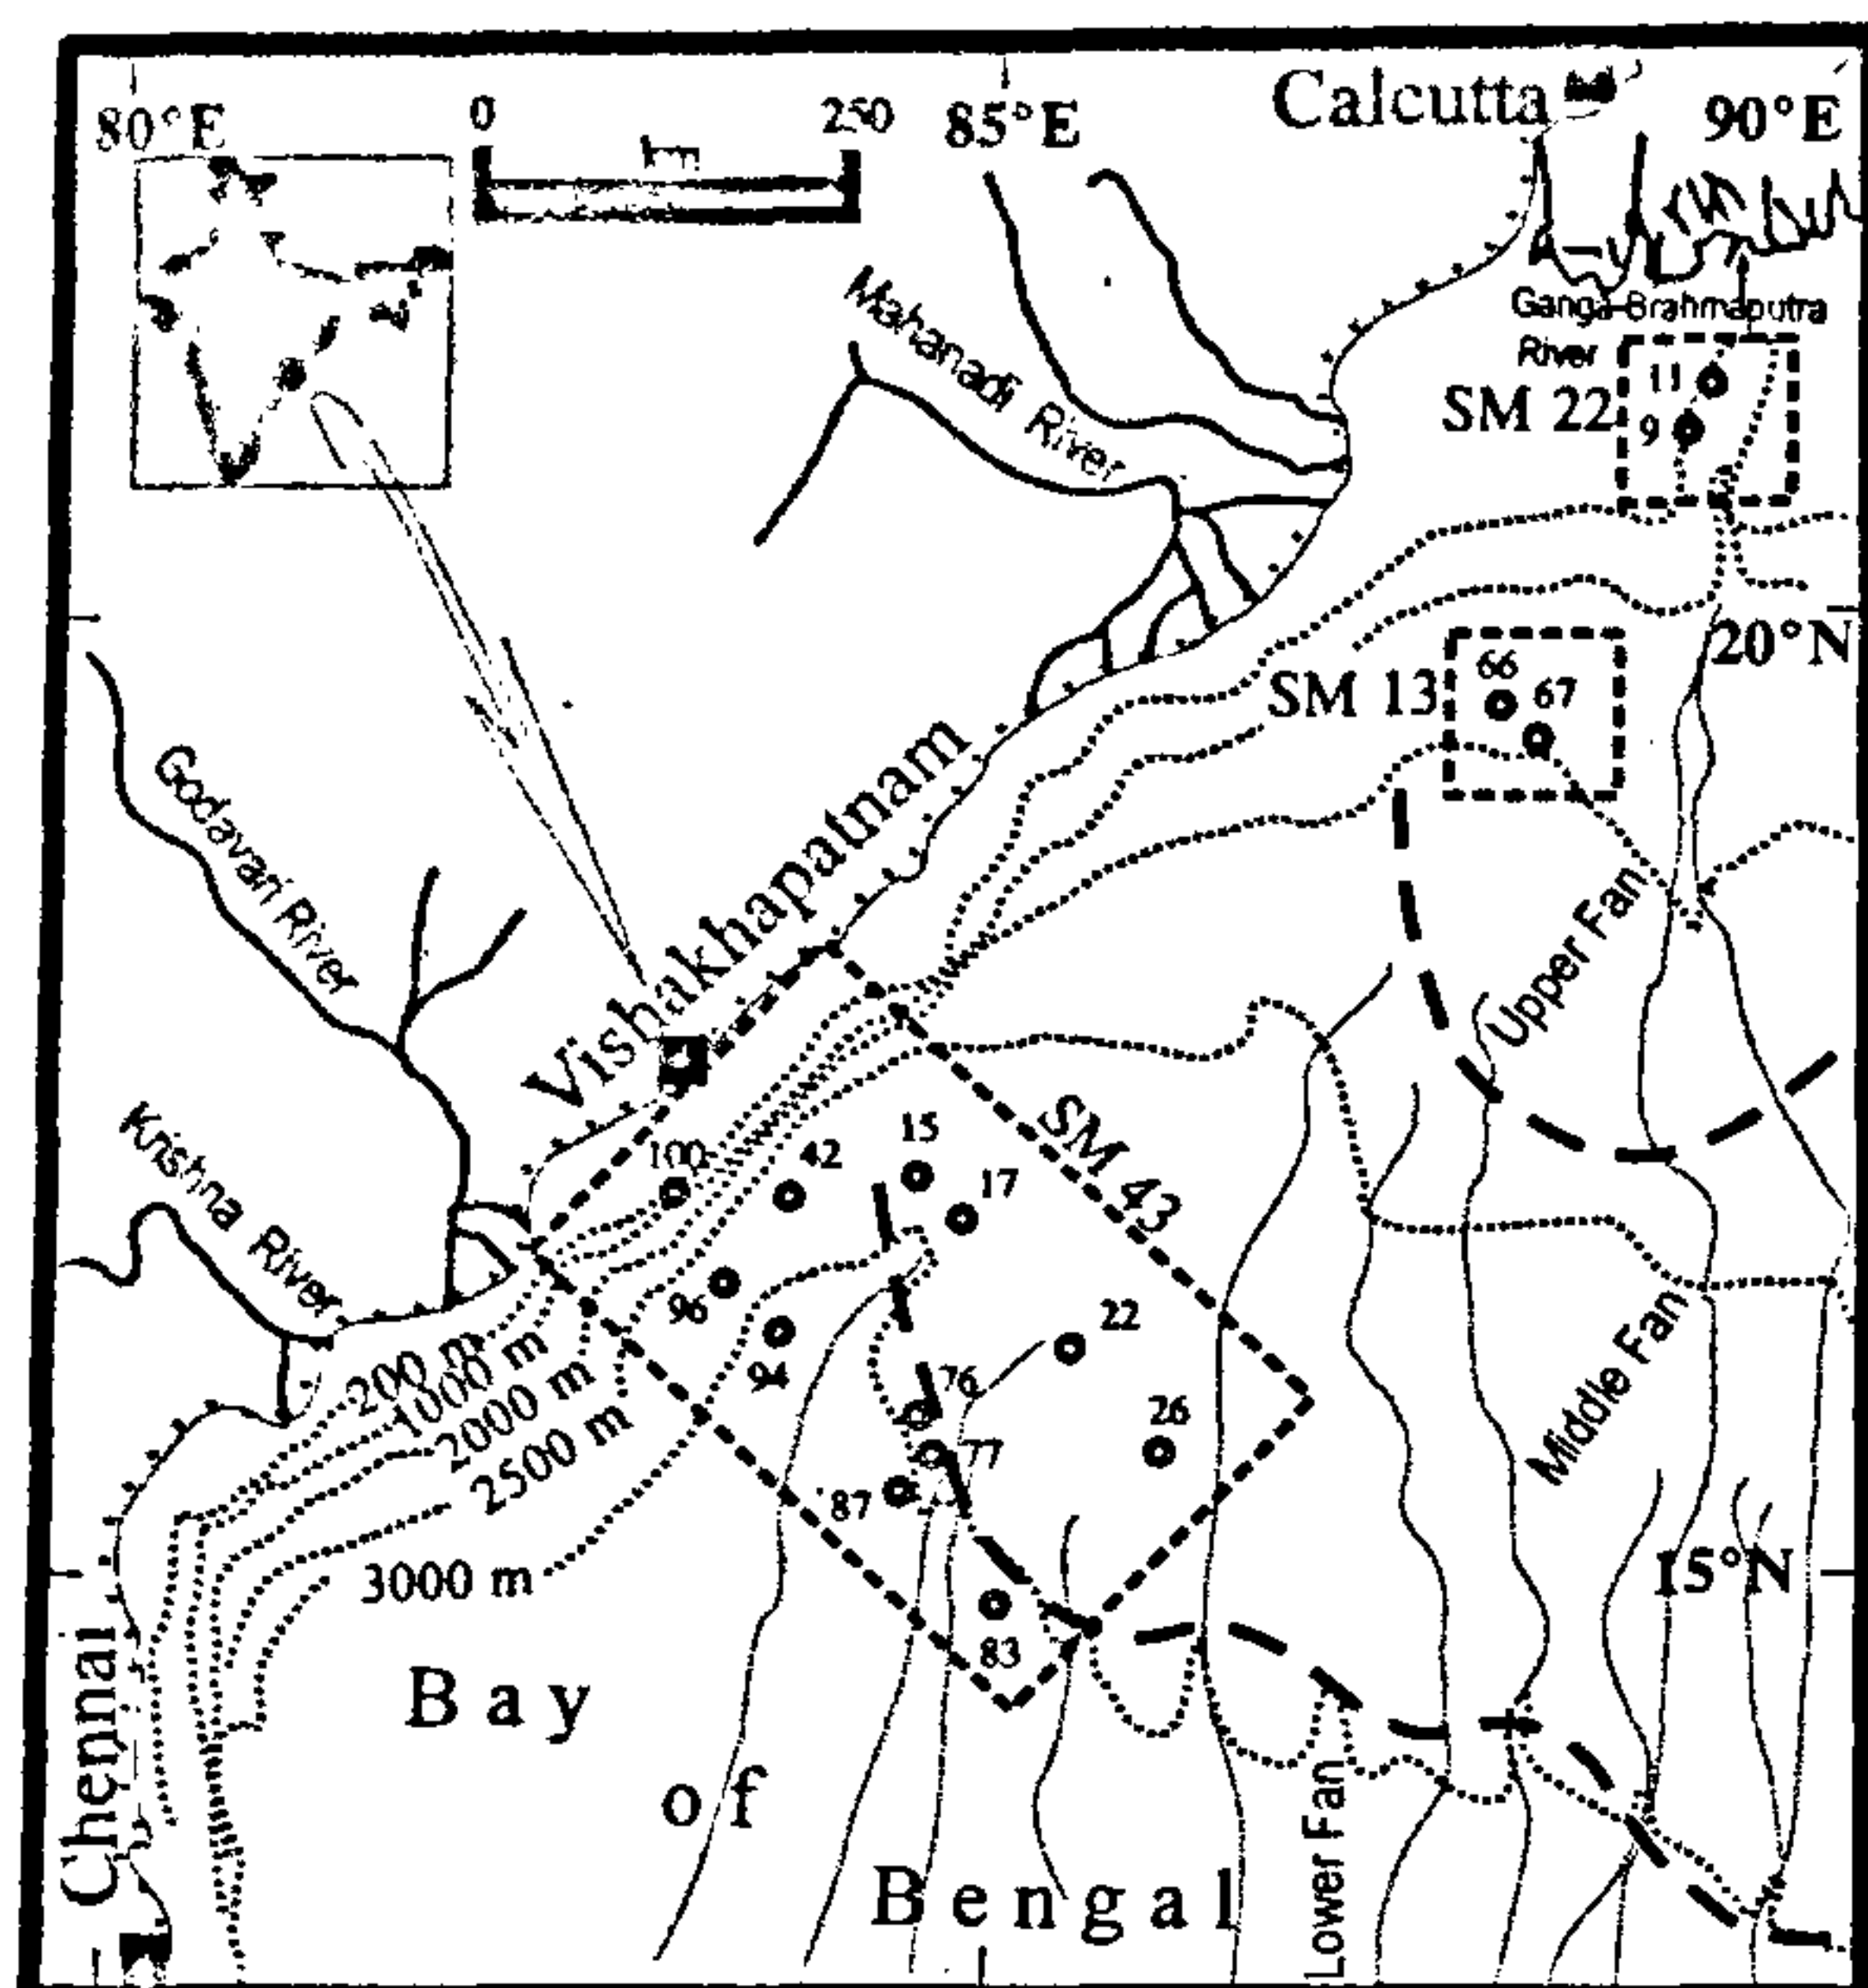 80°E
0
250
km
85°E
Calcutta
90°E
Mahanadi River
Ganga-Brahmaputra
River
11
SM 22
9
20°N
66
SM 13
67
Godavari River
Vishakhapatnam
Upper Fan
Krishna River
100
42
15
17
SM 43
96
94
22
200 m
1000 m
2000 m
2500 m
76
77
26
87
Middle Fan
3000 m
15°N
83
Chennai
Bay
of
Bengal
Lower Fan